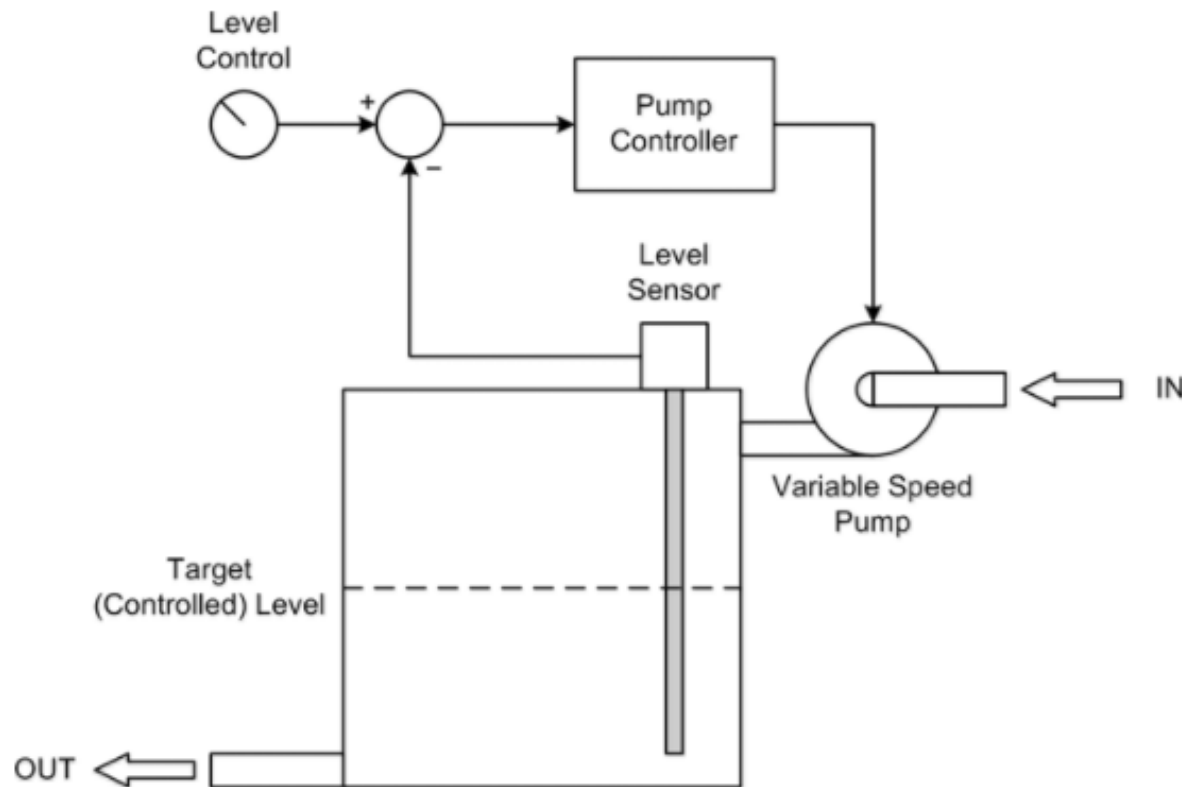 Level
Control
+
−
Pump
Controller
Level
Sensor
IN
Variable Speed
Pump
Target
(Controlled) Level
OUT